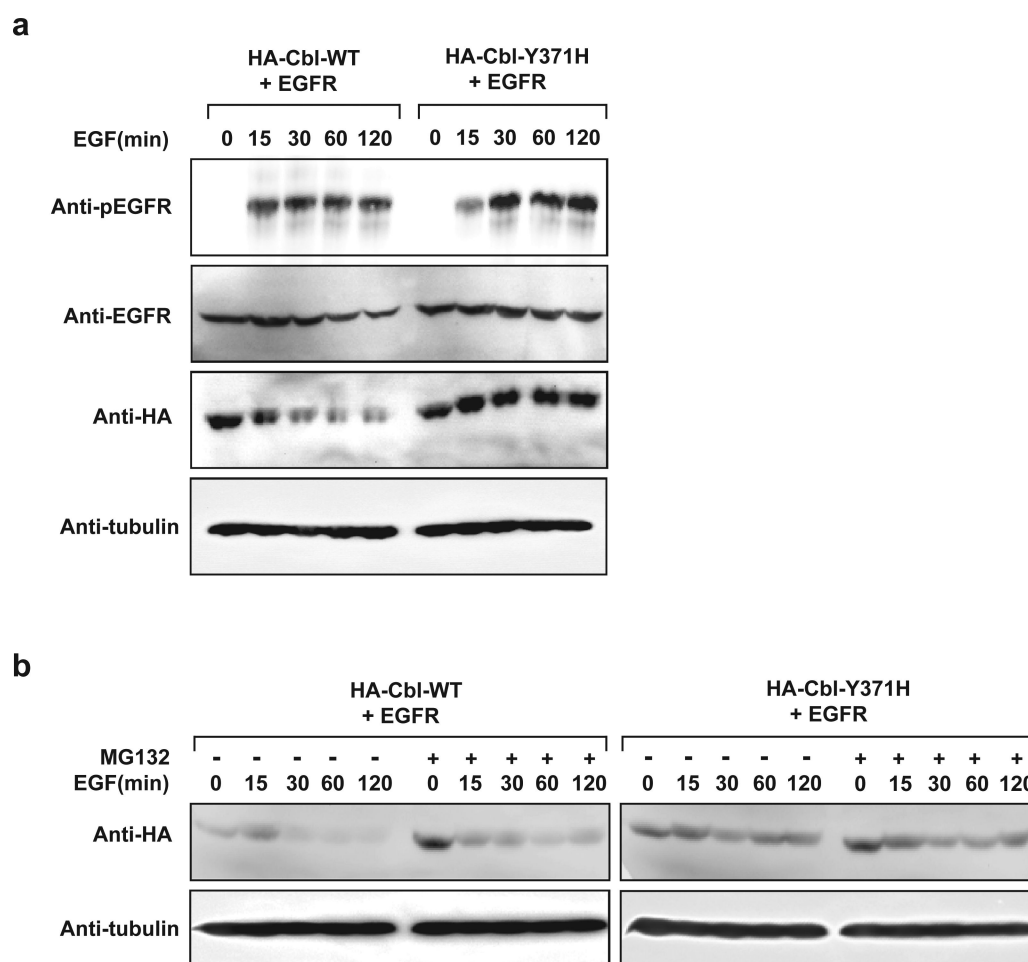 a
HA-Cbl-WT HA-Cbl-Y371H
+ EGFR + EGFR
EGF(min) 0 15 30 60 120 0 15 30 60 120
Anti-pEGFR
Anti-EGFR
Anti-HA
Anti-tubulin
b
HA-Cbl-WT HA-Cbl-Y371H
+ EGFR + EGFR
MG132 - - - - - + + + + + - - - - - + + + + +
EGF(min) 0 15 30 60 120 0 15 30 60 120 0 15 30 60 120 0 15 30 60 120
Anti-HA
Anti-tubulin